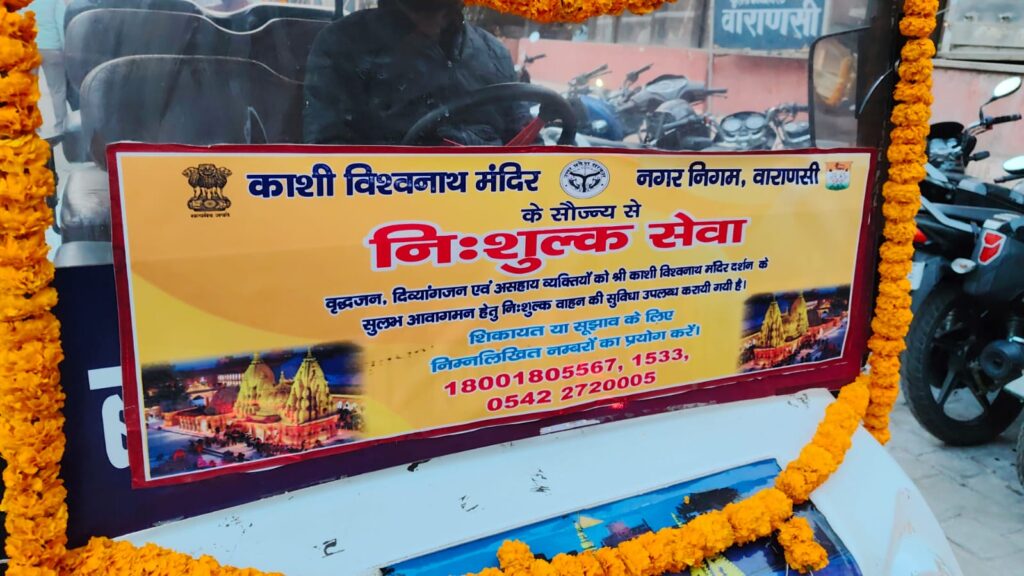 वाराणसी
काशी विश्वनाथ मंदिर नगर निगम, वाराणसी
के सौज्न्य से
निःशुल्क सेवा
वृद्धजन, दिव्यांगजन एवं असहाय व्यक्तियों को श्री काशी विश्वनाथ मंदिर दर्शन के
सुलभ आवागमन हेतु निःशुल्क वाहन की सुविधा उपलब्ध करायी गयी है।
शिकायत या सूझाव के लिए
निम्नलिखित नम्बरों का प्रयोग करें।
18001805567, 1533,
0542 2720005